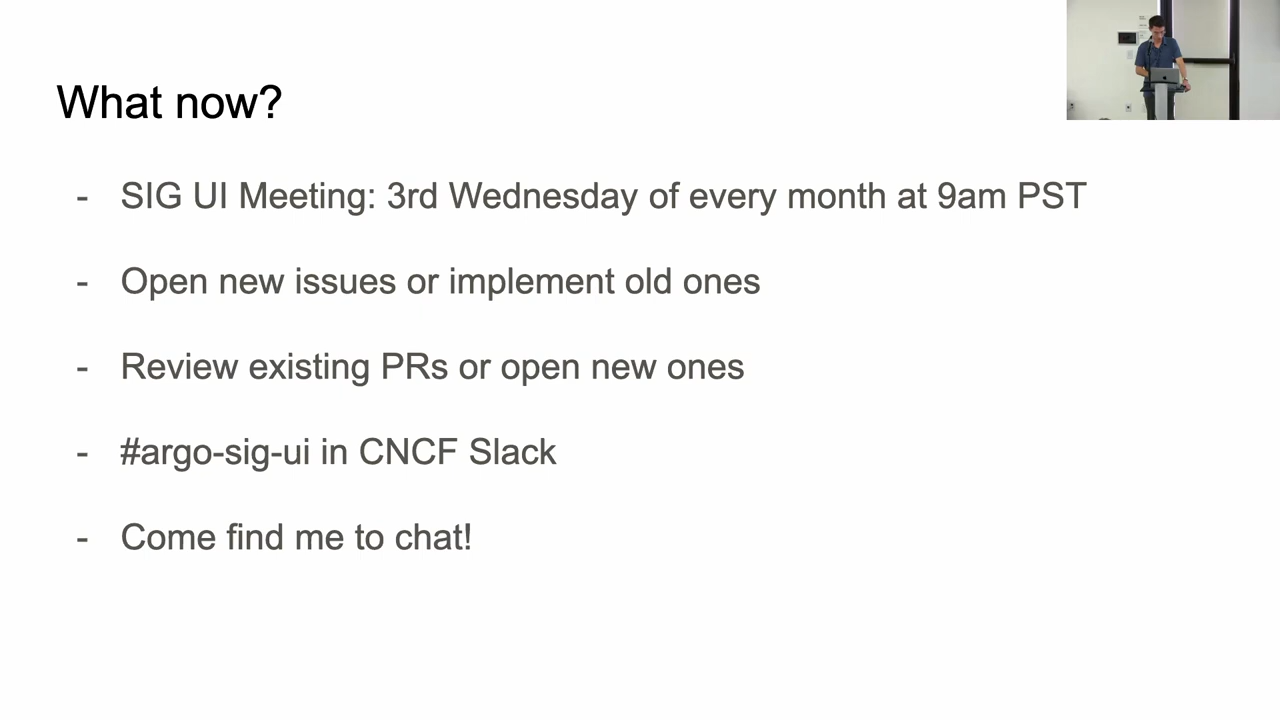 What now?
- SIG UI Meeting: 3rd Wednesday of every month at 9am PST
- Open new issues or implement old ones
- Review existing PRs or open new ones
- #argo-sig-ui in CNCF Slack
- Come find me to chat!